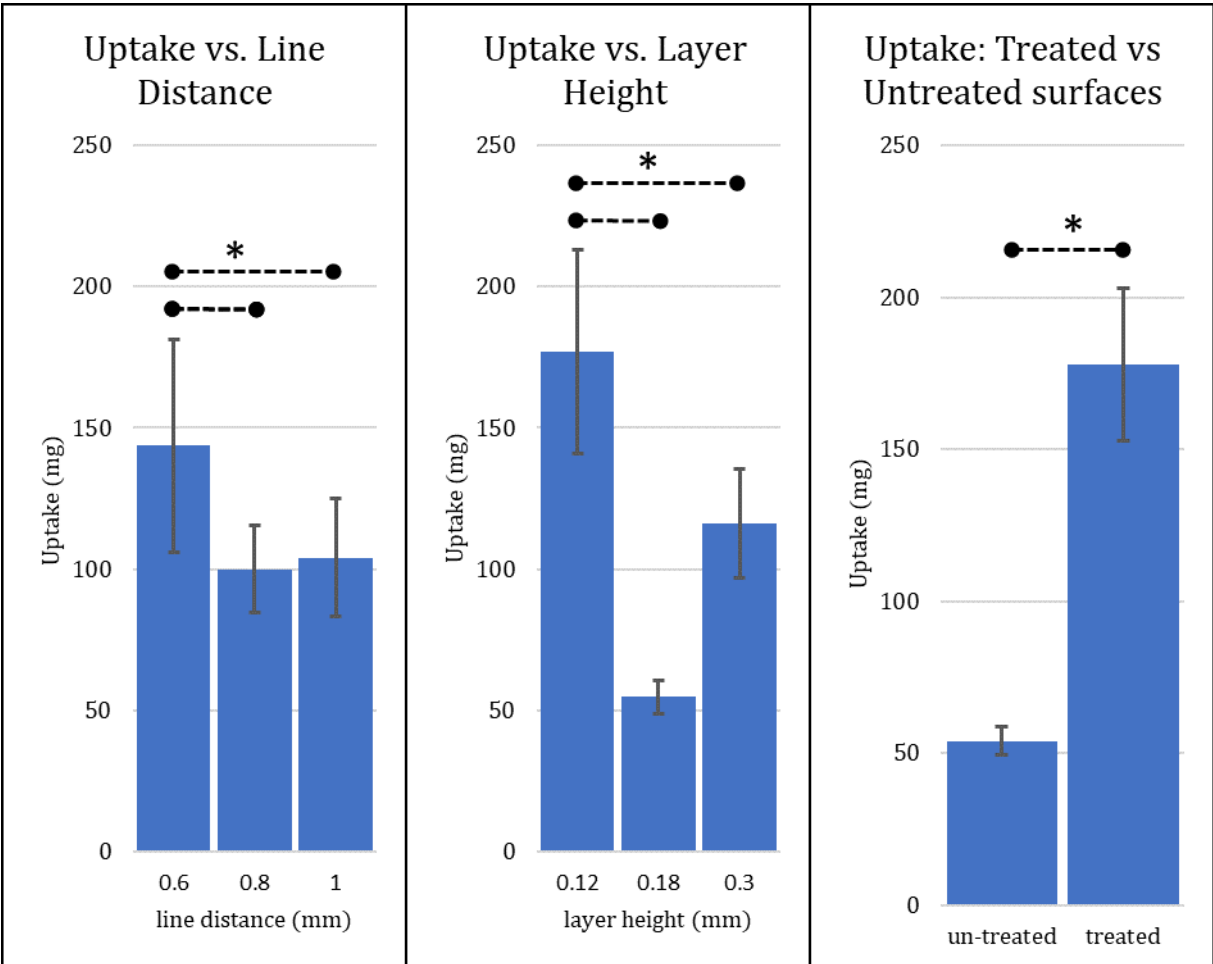 Uptake vs. Line
Distance
250
*
200
150
100
50
0
Uptake (mg)
0.6 0.8 1
line distance (mm)
Uptake vs. Layer
Height
250
*
200
150
100
50
0
Uptake (mg)
0.12 0.18 0.3
layer height (mm)
Uptake: Treated vs
Untreated surfaces
250
*
200
150
100
50
0
Uptake (mg)
un-treated treated